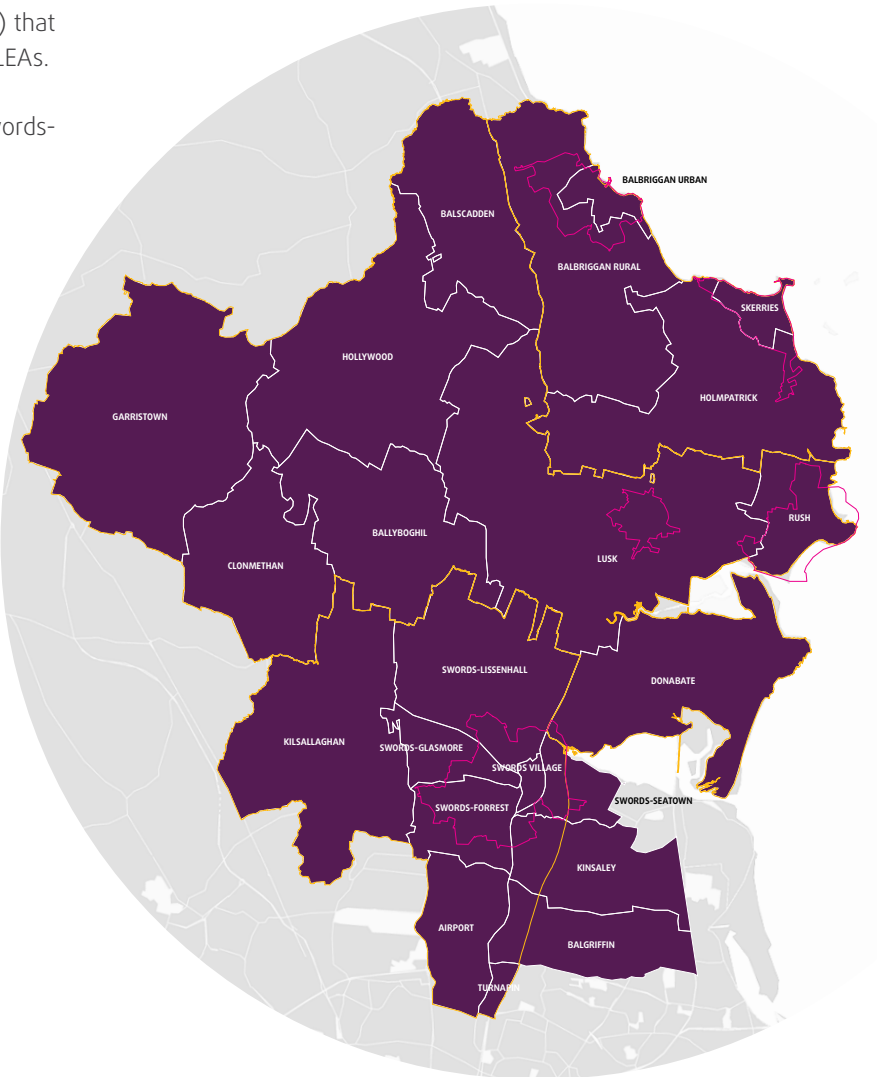 ) that
LEAs.
words-
BALBRIGGAN URBAN
BALSCADDEN
BALBRIGGAN RURAL
SKERRIES
HOLLYWOOD
HOLMPATRICK
GARRISTOWN
RUSH
BALLYBOGHIL
LUSK
CLONMETHAN
SWORDS-LISSENHALL
DONABATE
KILSALLAGHAN
SWORDS-GLASMORE
SWORDS VILLAGE
SWORDS-SEATOWN
SWORDS-FORREST
KINSALEY
AIRPORT
BALGRIFFIN
TURNAPIN